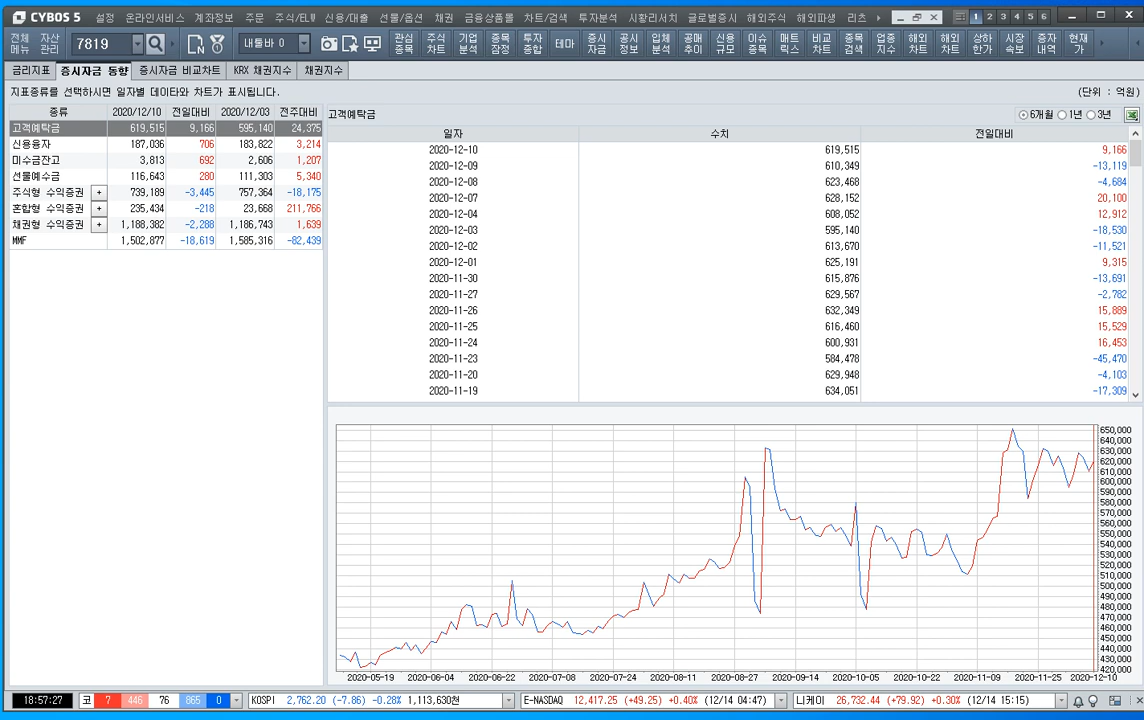 CYBOS 5 설정 온라인서비스 계좌정보 주문 주식/ELW 신용/대출 선물/옵션 채권 금융상품몰 차트/검색 투자분석 시황리서치 글로벌증시 해외주식 해외파생 리츠 1 2 3 4 5 6
전체메뉴 자산관리 7819 내툴바 0 관심종목 주식차트 기업분석 종목잠정 투자종합 테마 증시자금 공시정보 업체분석 공매추이 신용규모 이슈종목 매트릭스 비교차트 종목검색 업종지수 해외차트 해외차트 상하한가 시장속보 증자내역 현재가
금리지표 증시자금 동향 증시자금 비교차트 KRX 채권지수 채권지수
지표종류를 선택하시면 일자별 데이타와 차트가 표시됩니다. (단위 : 억원)
종류 2020/12/10 전일대비 2020/12/03 전주대비
고객예탁금 619,515 9,166 595,140 24,375
신용융자 187,036 706 183,822 3,214
미수금잔고 3,813 692 2,606 1,207
선물예수금 116,643 280 111,303 5,340
주식형 수익증권 + 739,189 -3,445 757,364 -18,175
혼합형 수익증권 + 235,434 -218 23,668 211,766
채권형 수익증권 + 1,188,382 -2,288 1,186,743 1,639
MMF 1,502,877 -18,619 1,585,316 -82,439
고객예탁금 6개월 1년 3년
일자 수치 전일대비
2020-12-10 619,515 9,166
2020-12-09 610,349 -13,119
2020-12-08 623,468 -4,684
2020-12-07 628,152 20,100
2020-12-04 608,052 12,912
2020-12-03 595,140 -18,530
2020-12-02 613,670 -11,521
2020-12-01 625,191 9,315
2020-11-30 615,876 -13,691
2020-11-27 629,567 -2,782
2020-11-26 632,349 15,889
2020-11-25 616,460 15,529
2020-11-24 600,931 16,453
2020-11-23 584,478 -45,470
2020-11-20 629,948 -4,103
2020-11-19 634,051 -17,309
650,000
640,000
630,000
620,000
610,000
600,000
590,000
580,000
570,000
560,000
550,000
540,000
530,000
520,000
510,000
500,000
490,000
480,000
470,000
460,000
450,000
440,000
430,000
420,000
2020-05-19 2020-06-04 2020-06-22 2020-07-08 2020-07-24 2020-08-11 2020-08-27 2020-09-14 2020-10-05 2020-10-22 2020-11-09 2020-11-25 2020-12-10
18:57:27 코 7 446 76 865 0 KOSPI 2,762.20 (-7.86) -0.28% 1,113,630천 E-NASDAQ 12,417.25 (+49.25) +0.40% (12/14 04:47) 니케이 26,732.44 (+79.92) +0.30% (12/14 15:15)